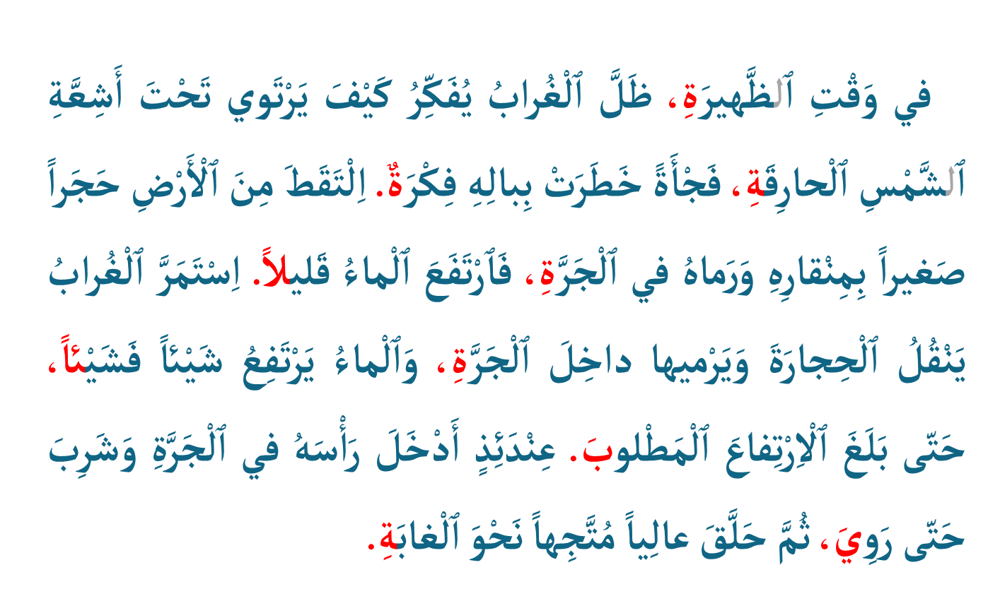 في وَقْتِ ٱلظَّهيرَةِ، ظَلَّ ٱلْغُرابُ يُفَكِّرُ كَيْفَ يَرْتَوي تَحْتَ أَشِعَّةِ
ٱلشَّمْسِ ٱلْحارِقَةِ، فَجْأَةً خَطَرَتْ بِبالِهِ فِكْرَةٌ. اِلْتَقَطَ مِنَ ٱلْأَرْضِ حَجَراً
صَغيراً بِمِنْقارِهِ وَرَماهُ في ٱلْجَرَّةِ، فَٱرْتَفَعَ ٱلْماءُ قَليلاً. اِسْتَمَرَّ ٱلْغُرابُ
يَنْقُلُ ٱلْحِجارَةَ وَيَرْميها داخِلَ ٱلْجَرَّةِ، وَٱلْماءُ يَرْتَفِعُ شَيْئاً فَشَيْئاً،
حَتّى بَلَغَ ٱلْاِرْتِفاعَ ٱلْمَطْلوبَ. عِنْدَئِذٍ أَدْخَلَ رَأْسَهُ في ٱلْجَرَّةِ وَشَرِبَ
حَتّى رَوِيَ، ثُمَّ حَلَّقَ عالِياً مُتَّجِهاً نَحْوَ ٱلْغابَةِ.